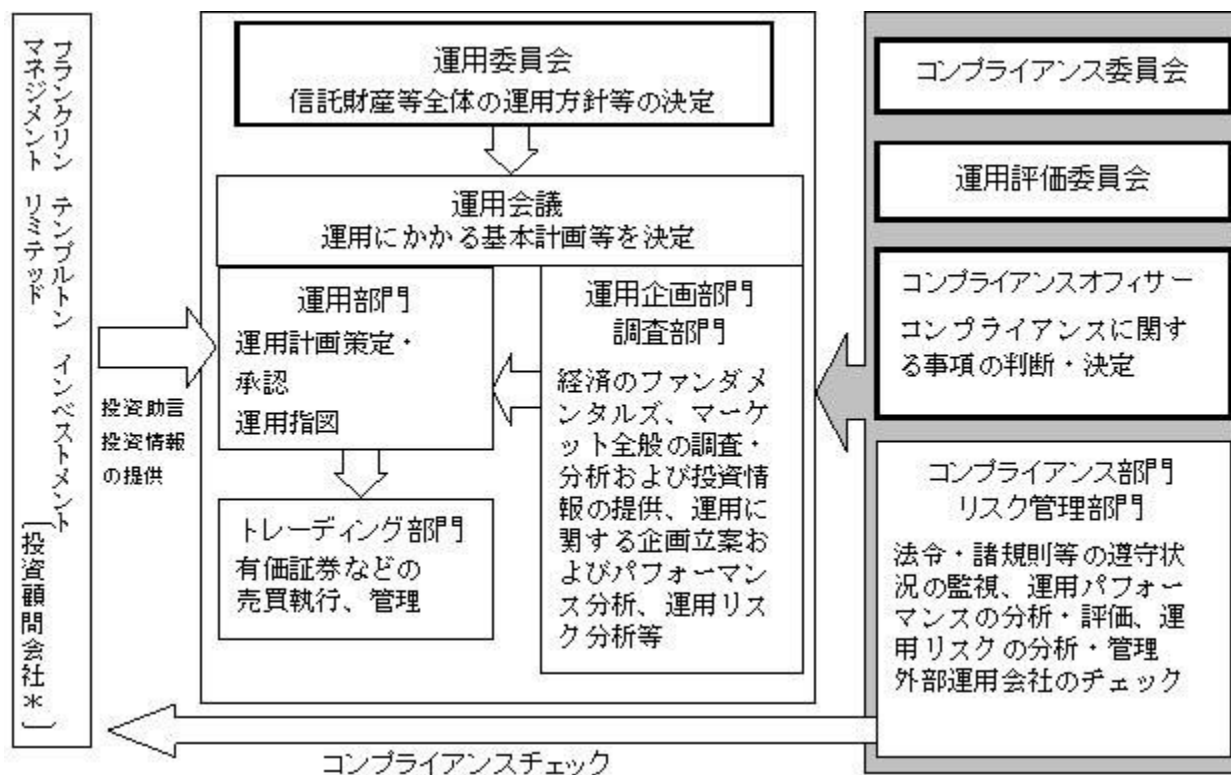 フランクリン テンプルトン インベストメント
マネジメント リミテッド
〔投資顧問会社＊〕
運用委員会
信託財産等全体の運用方針等の決定
運用会議
運用にかかる基本計画等を決定
運用部門
運用計画策定・
承認
運用指図
投資助言
投資情報
の提供
トレーディング部門
有価証券などの
売買執行、管理
運用企画部門
調査部門
経済のファンダメ
ンタルズ、マーケ
ット全般の調査・
分析および投資情
報の提供、運用に
関する企画立案お
よびパフォーマン
ス分析、運用リス
ク分析等
コンプライアンス委員会
運用評価委員会
コンプライアンスオフィサー
コンプライアンスに関す
る事項の判断・決定
コンプライアンス部門
リスク管理部門
法令・諸規則等の遵守状
況の監視、運用パフォー
マンスの分析・評価、運
用リスクの分析・管理
外部運用会社のチェック
コンプライアンスチェック